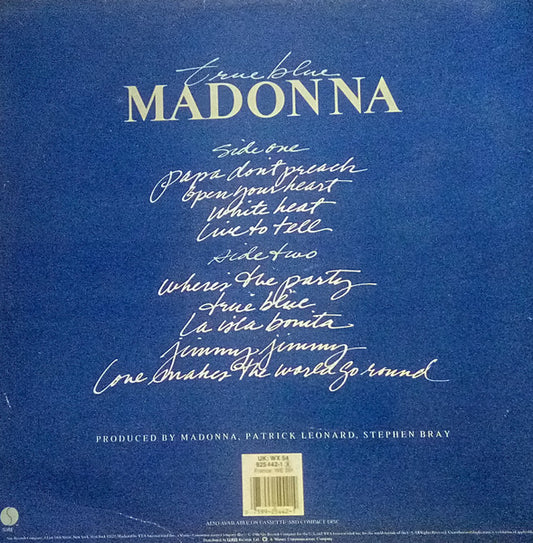 true blue
MADONNA
side one
papa don't preach
open your heart
white heat
live to tell
side two
where's the party
true blue
la isla bonita
jimmy jimmy
love makes the world go round
PRODUCED BY MADONNA, PATRICK LEONARD, STEPHEN BRAY
UK: WX 54
925 442-1
France: WE
ALSO AVAILABLE ON CASSETTE AND COMPACT DISC